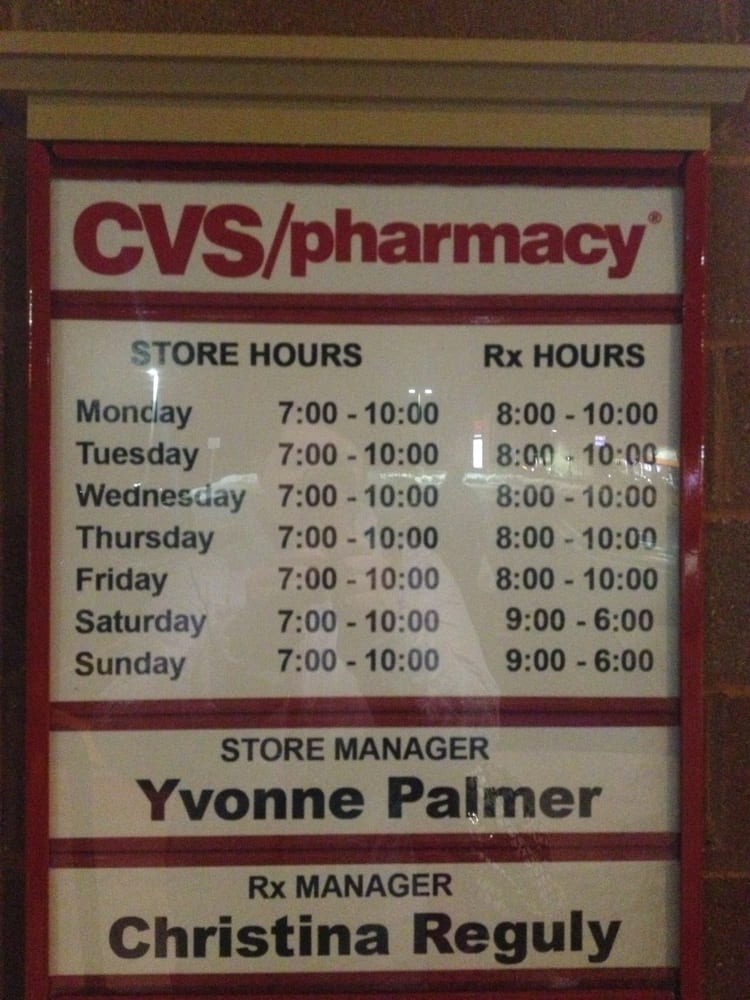 CVS/pharmacy®
STORE HOURS Rx HOURS
Monday 7:00 - 10:00 8:00 - 10:00
Tuesday 7:00 - 10:00 8:00 - 10:00
Wednesday 7:00 - 10:00 8:00 - 10:00
Thursday 7:00 - 10:00 8:00 - 10:00
Friday 7:00 - 10:00 8:00 - 10:00
Saturday 7:00 - 10:00 9:00 - 6:00
Sunday 7:00 - 10:00 9:00 - 6:00
STORE MANAGER
Yvonne Palmer
Rx MANAGER
Christina Reguly